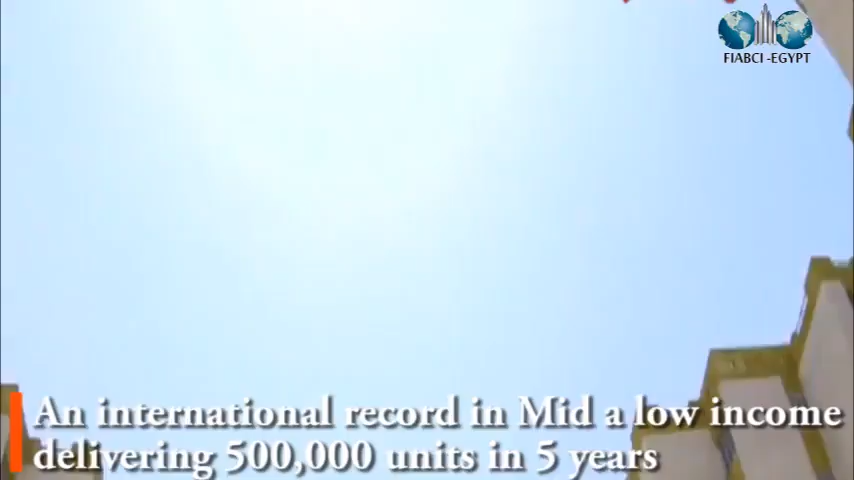 FIABCI -EGYPT
An international record in Mid a low income
delivering 500,000 units in 5 years